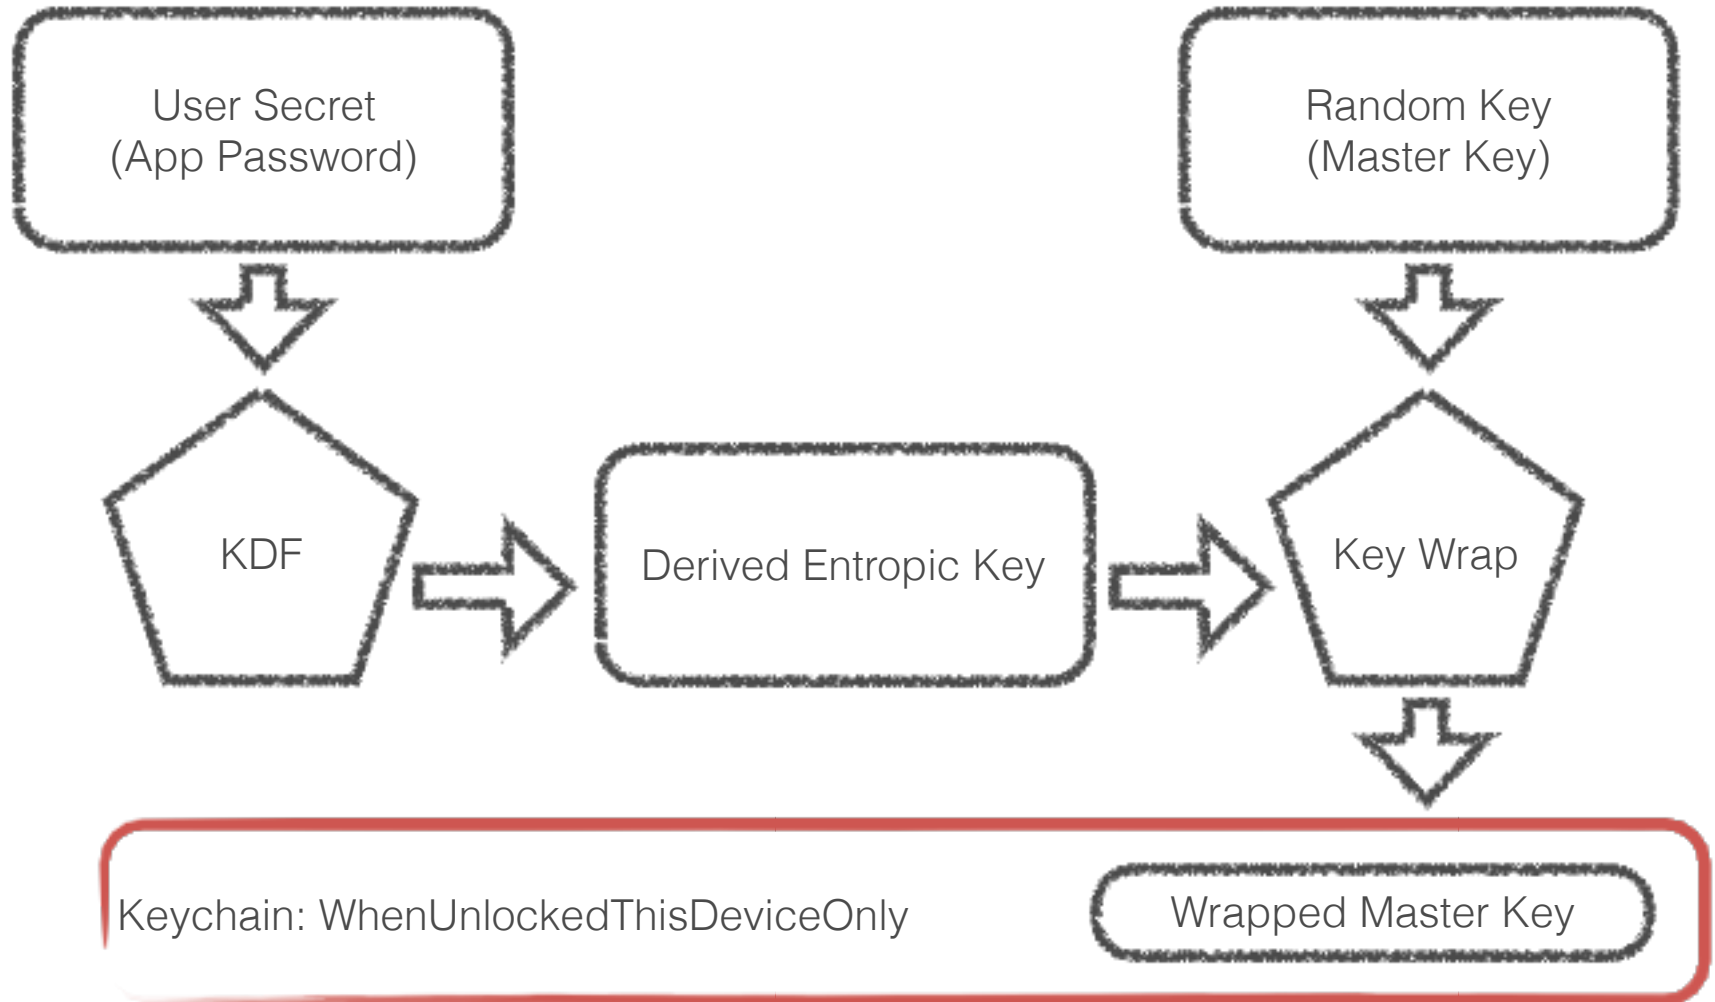 User Secret
(App Password)
Random Key
(Master Key)
KDF
Derived Entropic Key
Key Wrap
Keychain: WhenUnlockedThisDeviceOnly
Wrapped Master Key